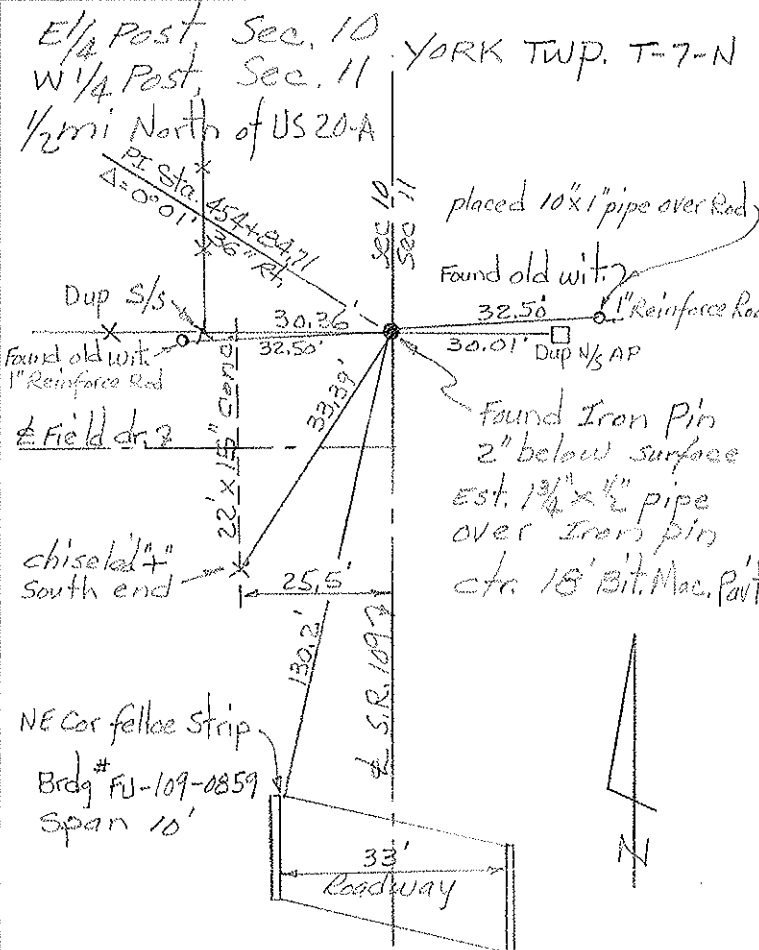 E 1/4 Post Sec. 10
W 1/4 Post, Sec. 11
YORK TWP. T-7-N
1/2 mi North of US 20-A
PI Sta. 454+84.71
Δ = 0°01' 36" Rt.
Sec 10
Sec 11
placed 10"x1" pipe over Rod
Found old wit.
1" Reinforce Rod
32.50'
30.01'
Dup N/S AP
Dup S/S
30.36'
32.50'
Found old wit.
1" Reinforce Rod
33.39'
22' x 15" Conc.
℄ Field dr.
Found Iron Pin
2" below surface
Est. 1 3/4" x 1/2" pipe
over Iron pin
ctr. 18' Bit. Mac. Pav't
chiseled "+"
South end
25.5'
130.2'
℄ S.R. 109
NE Cor felloe Strip
Brdg # FU-109-0859
Span 10'
33'
Roadway
N